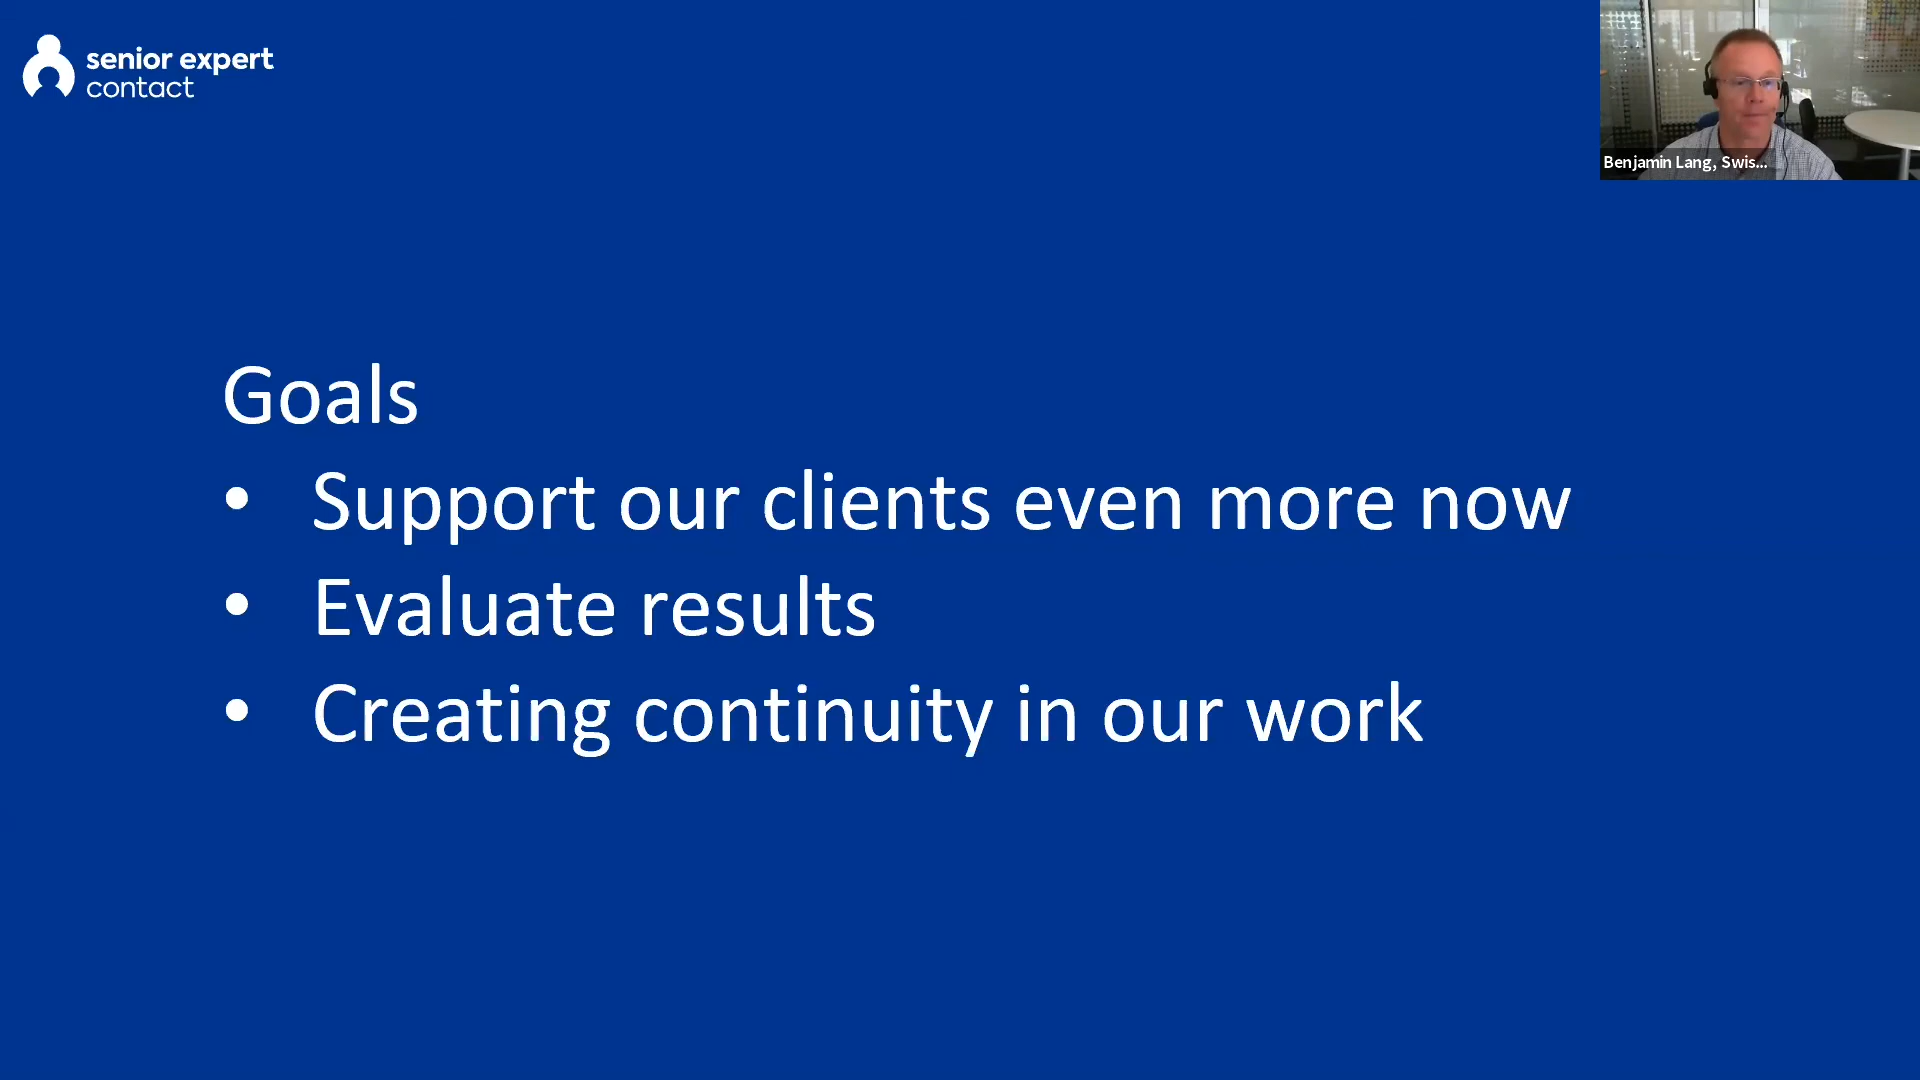 senior expert
contact
Benjamin Lang, Swis...
Goals
• Support our clients even more now
• Evaluate results
• Creating continuity in our work